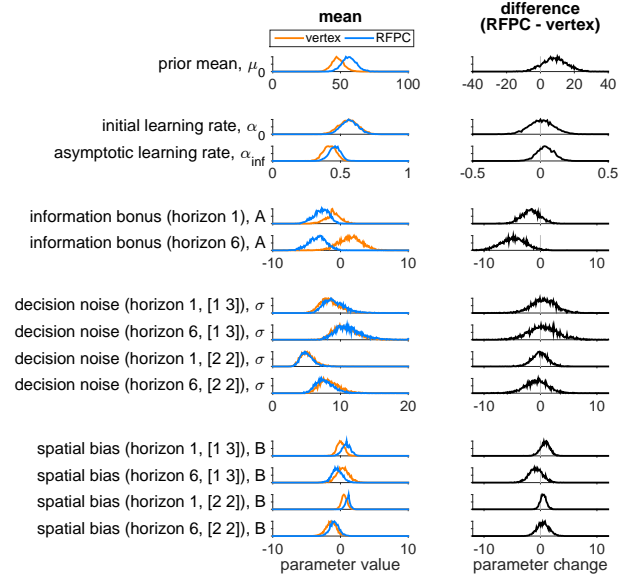 mean
difference
(RFPC - vertex)
vertex RFPC
prior mean, μ0
0 50 100
-40 -20 0 20 40
initial learning rate, α0
asymptotic learning rate, αinf
0 0.5 1
-0.5 0 0.5
information bonus (horizon 1), A
information bonus (horizon 6), A
-10 0 10
-10 0 10
decision noise (horizon 1, [1 3]), σ
decision noise (horizon 6, [1 3]), σ
decision noise (horizon 1, [2 2]), σ
decision noise (horizon 6, [2 2]), σ
0 10 20
-10 0 10
spatial bias (horizon 1, [1 3]), B
spatial bias (horizon 6, [1 3]), B
spatial bias (horizon 1, [2 2]), B
spatial bias (horizon 6, [2 2]), B
-10 0 10
-10 0 10
parameter value
parameter change